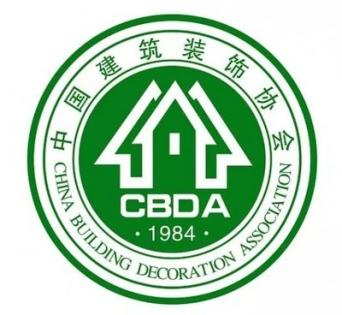 中国建筑装饰协会
CBDA
·1984·
CHINA BUILDING DECORATION ASSOCIATION